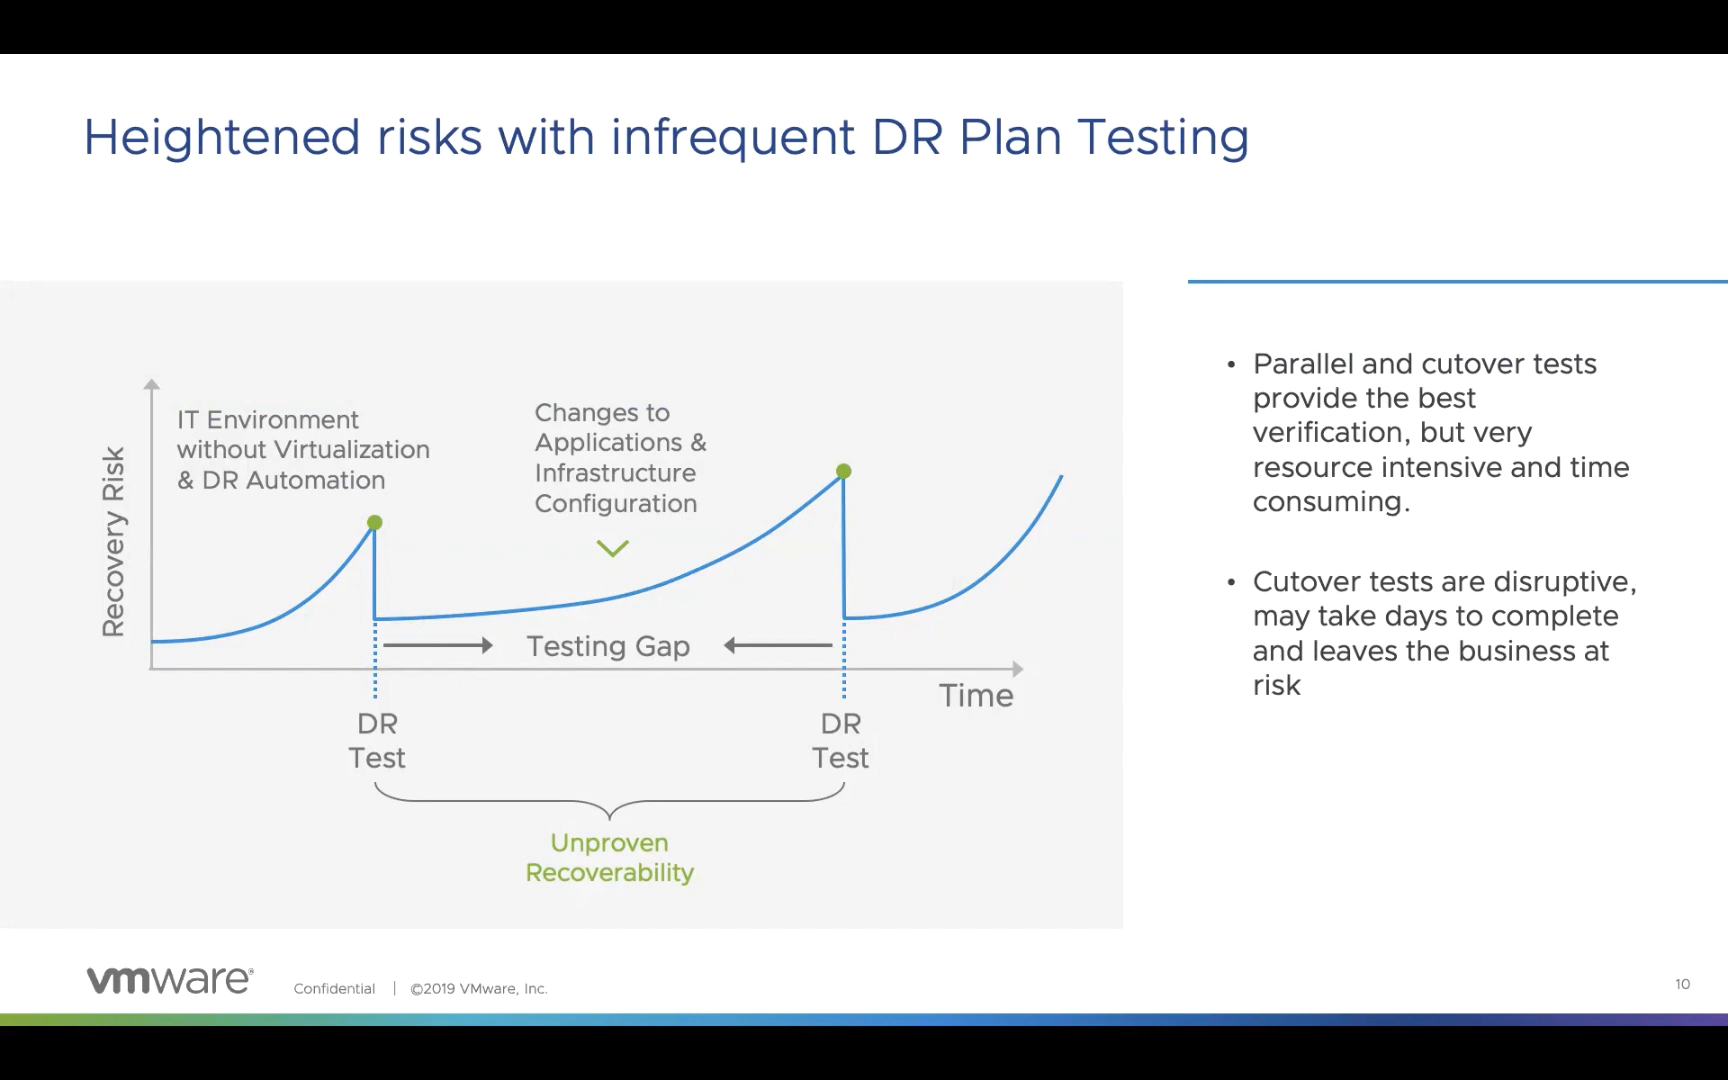 Heightened risks with infrequent DR Plan Testing
Recovery Risk
IT Environment
without Virtualization
& DR Automation
Changes to
Applications &
Infrastructure
Configuration
Testing Gap
Time
DR
Test
DR
Test
Unproven
Recoverability
• Parallel and cutover tests
provide the best
verification, but very
resource intensive and time
consuming.
• Cutover tests are disruptive,
may take days to complete
and leaves the business at
risk
vmware®
Confidential | ©2019 VMware, Inc.
10